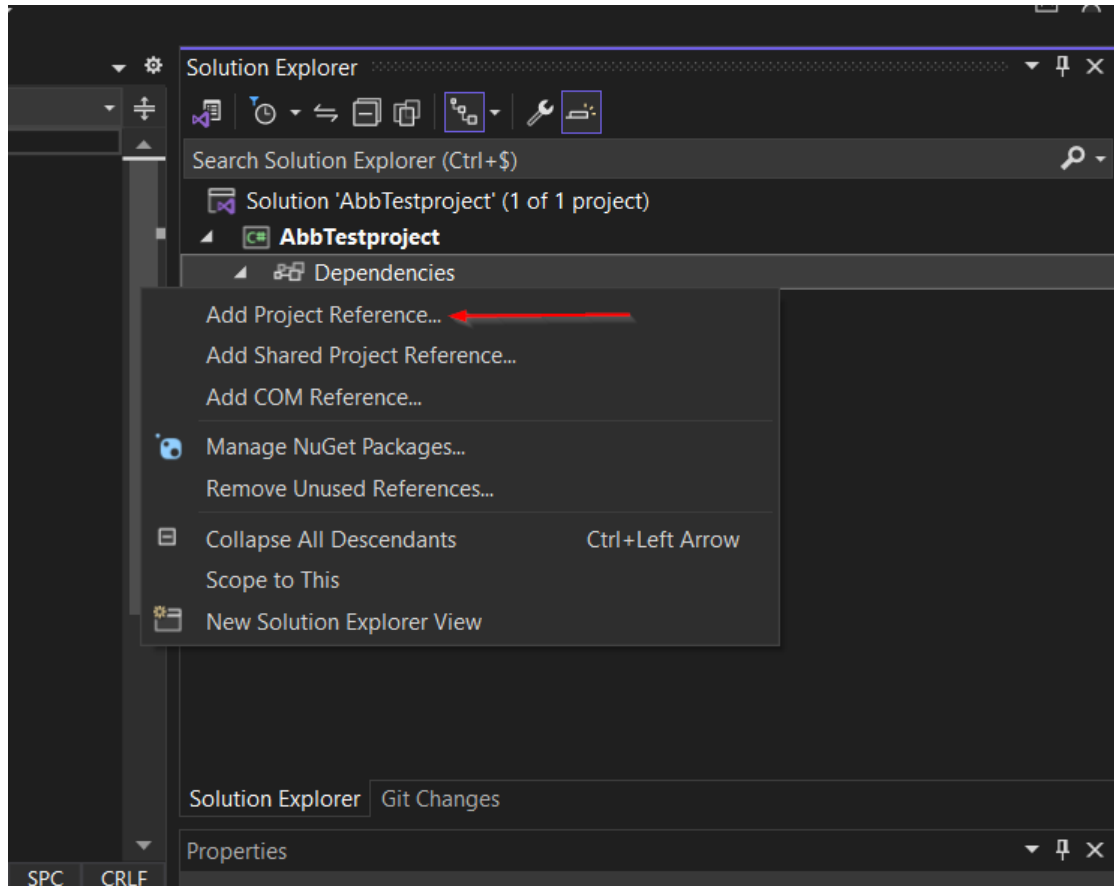 Solution Explorer
Search Solution Explorer (Ctrl+$)
Solution 'AbbTestproject' (1 of 1 project)
C# AbbTestproject
Dependencies
Add Project Reference...
Add Shared Project Reference...
Add COM Reference...
Manage NuGet Packages...
Remove Unused References...
Collapse All Descendants Ctrl+Left Arrow
Scope to This
New Solution Explorer View
Solution Explorer Git Changes
Properties
SPC CRLF